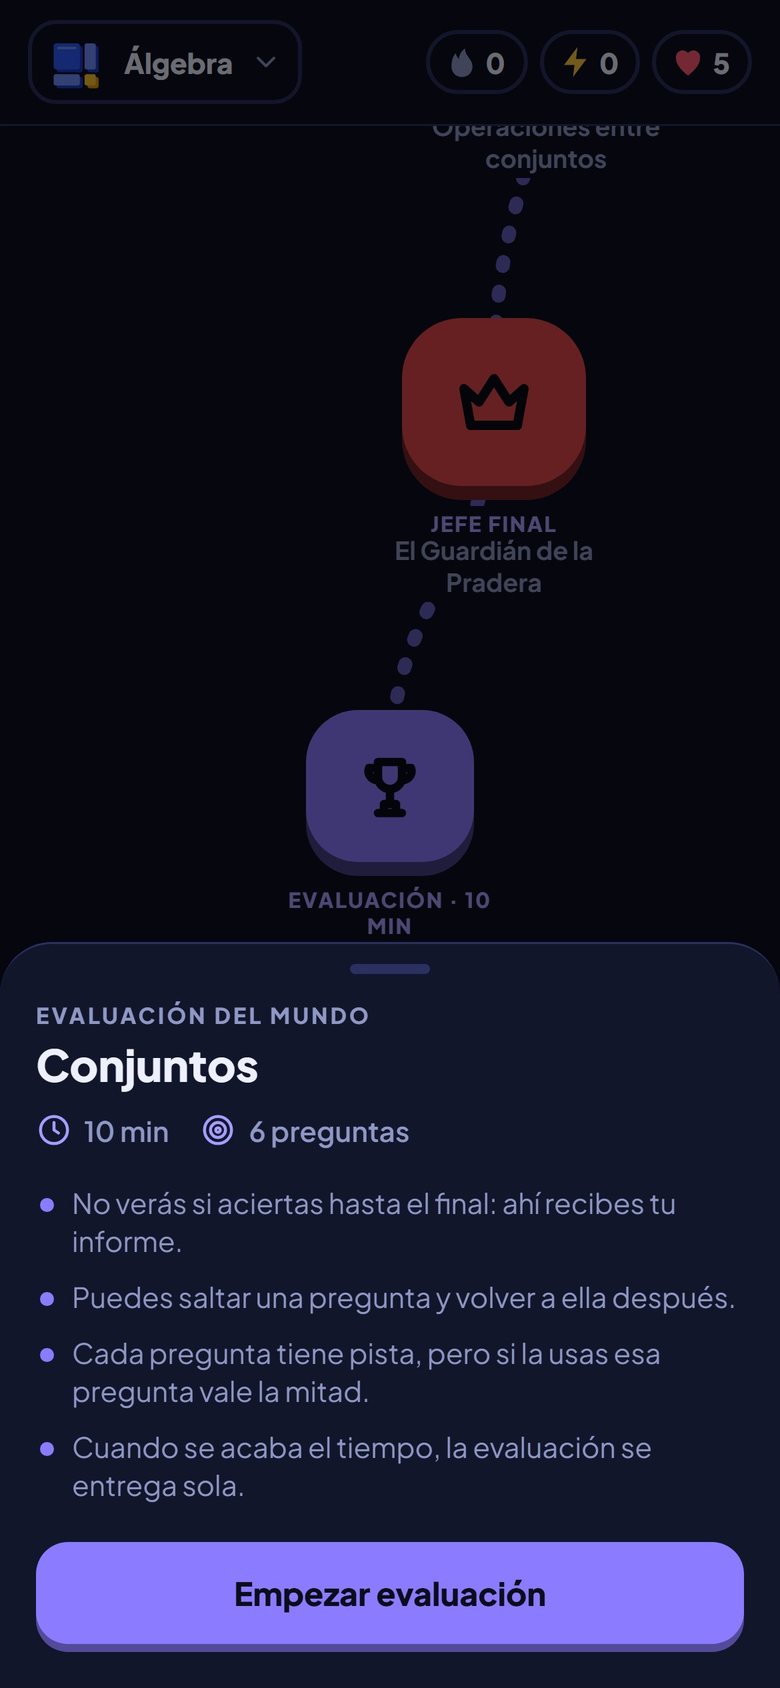 Álgebra
0
0
5
Operaciones entre
conjuntos
JEFE FINAL
El Guardián de la
Pradera
EVALUACIÓN · 10
MIN
EVALUACIÓN DEL MUNDO
Conjuntos
10 min
6 preguntas
No verás si aciertas hasta el final: ahí recibes tu
informe.
Puedes saltar una pregunta y volver a ella después.
Cada pregunta tiene pista, pero si la usas esa
pregunta vale la mitad.
Cuando se acaba el tiempo, la evaluación se
entrega sola.
Empezar evaluación